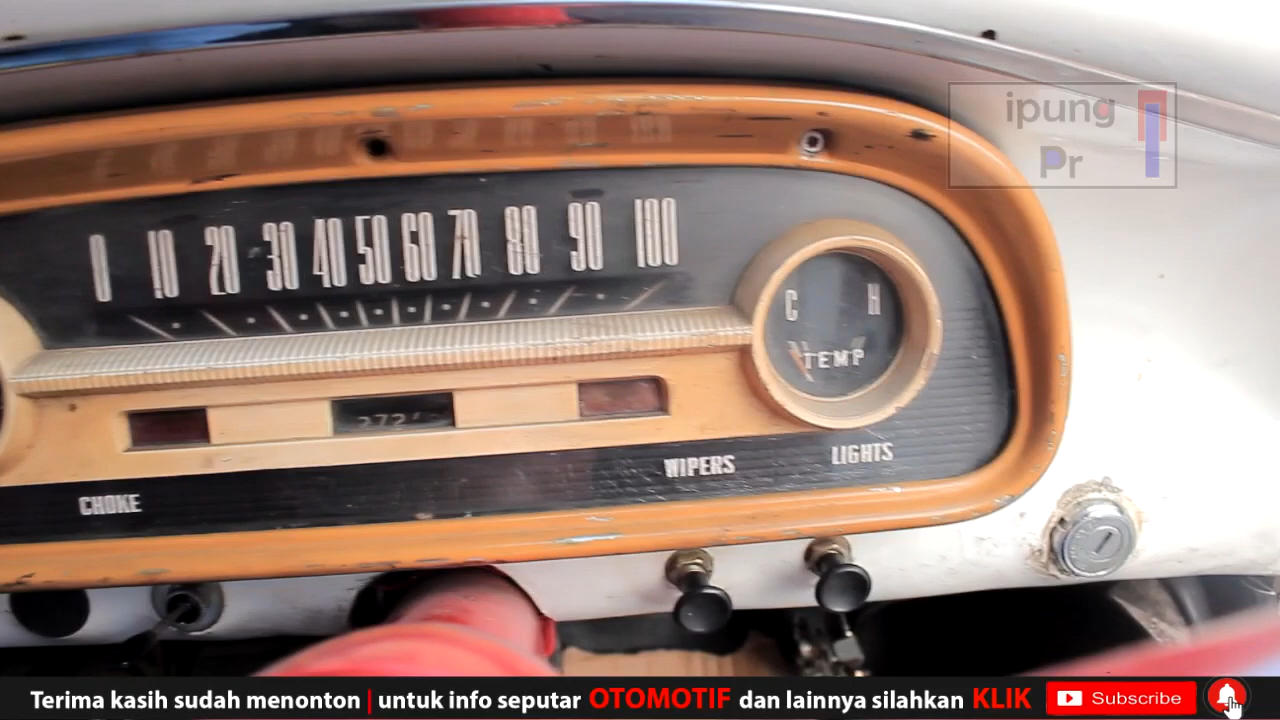 ipung
Pr
0 10 20 30 40 50 60 70 80 90 100
C H
TEMP
WIPERS LIGHTS
CHOKE
Terima kasih sudah menonton | untuk info seputar OTOMOTIF dan lainnya silahkan KLIK Subscribe